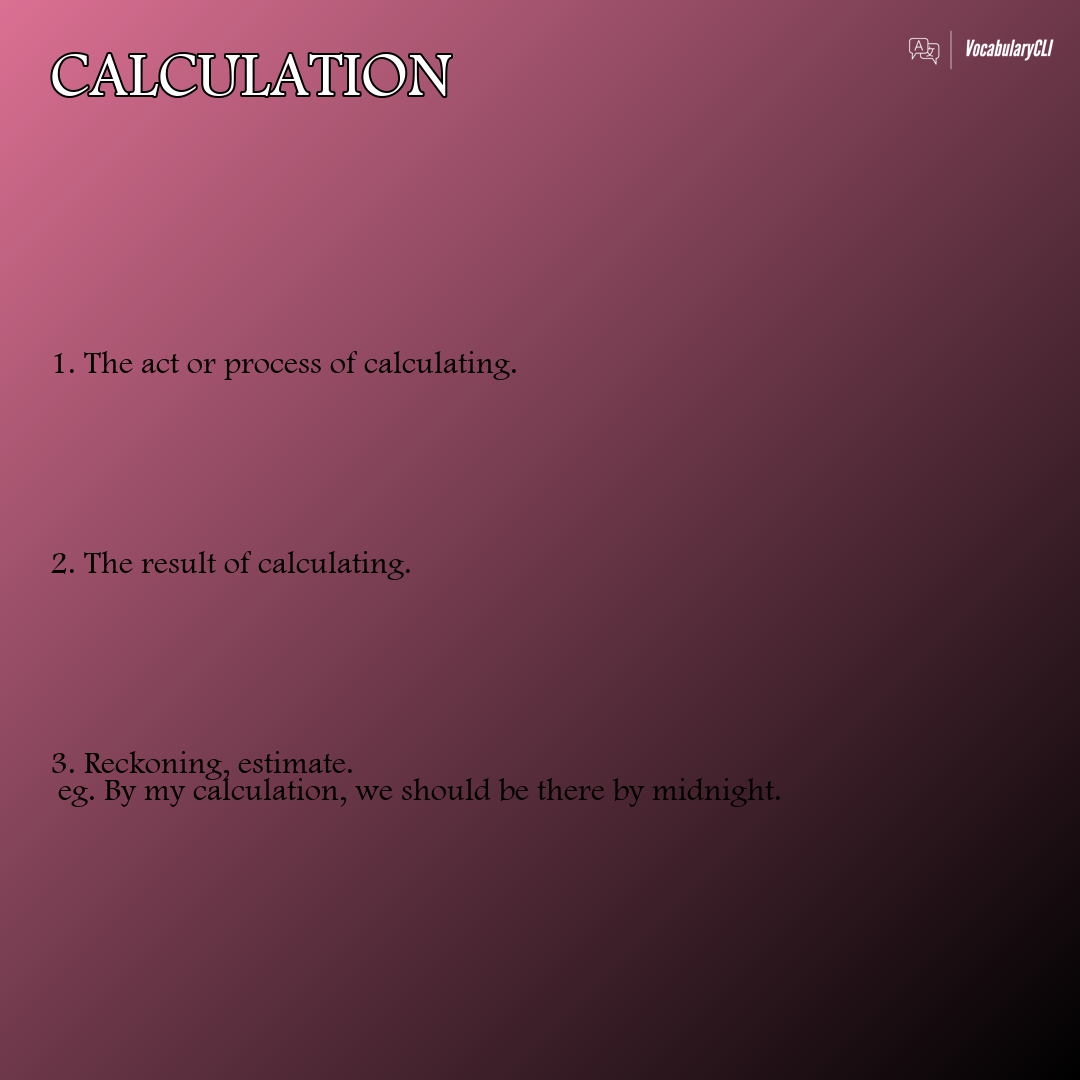 CALCULATION
VocabularyCLI
1. The act or process of calculating.
2. The result of calculating.
3. Reckoning, estimate.
eg. By my calculation, we should be there by midnight.